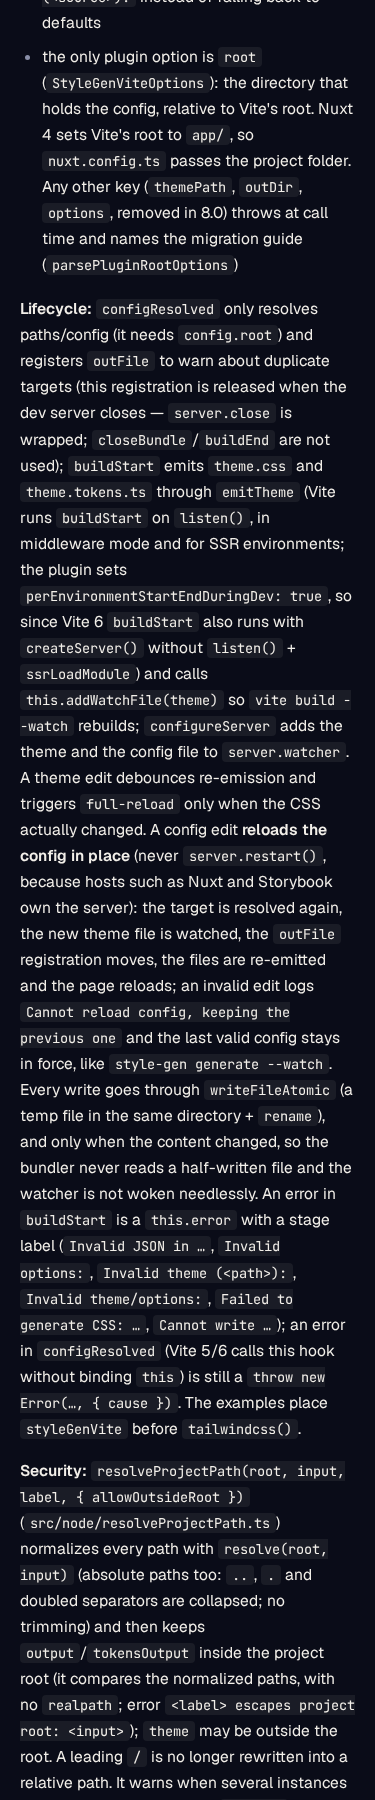 (<source>): instead of falling back to
defaults
the only plugin option is root
(StyleGenViteOptions): the directory that
holds the config, relative to Vite's root. Nuxt
4 sets Vite's root to app/, so
nuxt.config.ts passes the project folder.
Any other key (themePath, outDir,
options, removed in 8.0) throws at call
time and names the migration guide
(parsePluginRootOptions)
Lifecycle: configResolved only resolves
paths/config (it needs config.root) and
registers outFile to warn about duplicate
targets (this registration is released when the
dev server closes — server.close is
wrapped; closeBundle/buildEnd are not
used); buildStart emits theme.css and
theme.tokens.ts through emitTheme (Vite
runs buildStart on listen(), in
middleware mode and for SSR environments;
the plugin sets
perEnvironmentStartEndDuringDev: true, so
since Vite 6 buildStart also runs with
createServer() without listen() +
ssrLoadModule) and calls
this.addWatchFile(theme) so vite build -
-watch rebuilds; configureServer adds the
theme and the config file to server.watcher.
A theme edit debounces re-emission and
triggers full-reload only when the CSS
actually changed. A config edit reloads the
config in place (never server.restart(),
because hosts such as Nuxt and Storybook
own the server): the target is resolved again,
the new theme file is watched, the outFile
registration moves, the files are re-emitted
and the page reloads; an invalid edit logs
Cannot reload config, keeping the
previous one and the last valid config stays
in force, like style-gen generate --watch.
Every write goes through writeFileAtomic (a
temp file in the same directory + rename),
and only when the content changed, so the
bundler never reads a half-written file and the
watcher is not woken needlessly. An error in
buildStart is a this.error with a stage
label (Invalid JSON in …, Invalid
options:, Invalid theme (<path>):,
Invalid theme/options:, Failed to
generate CSS: …, Cannot write …); an error
in configResolved (Vite 5/6 calls this hook
without binding this) is still a throw new
Error(…, { cause }). The examples place
styleGenVite before tailwindcss().
Security: resolveProjectPath(root, input,
label, { allowOutsideRoot })
(src/node/resolveProjectPath.ts)
normalizes every path with resolve(root,
input) (absolute paths too: .., . and
doubled separators are collapsed; no
trimming) and then keeps
output/tokensOutput inside the project
root (it compares the normalized paths, with
no realpath; error <label> escapes project
root: <input>); theme may be outside the
root. A leading / is no longer rewritten into a
relative path. It warns when several instances